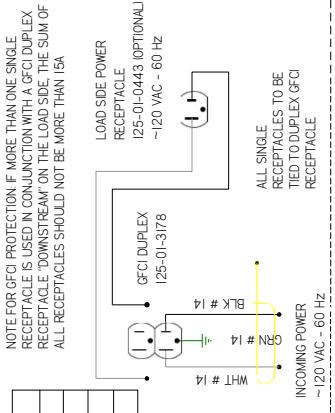 NOTE FOR GFCI PROTECTION: IF MORE THAN ONE SINGLE
RECEPTACLE IS USED IN CONJUNCTION WITH A GFCI DUPLEX
RECEPTACLE "DOWNSTREAM" ON THE LOAD SIDE, THE SUM OF
ALL RECEPTACLES SHOULD NOT BE MORE THAN 15A
LOAD SIDE POWER
RECEPTACLE
125-01-0443 (OPTIONAL)
~120 VAC - 60 Hz
GFCI DUPLEX
125-01-3178
ALL SINGLE
RECEPTACLES TO BE
TIED TO DUPLEX GFCI
RECEPTACLE
BLK # 14
GRN # 14
WHT # 14
INCOMING POWER
~120 VAC - 60 Hz